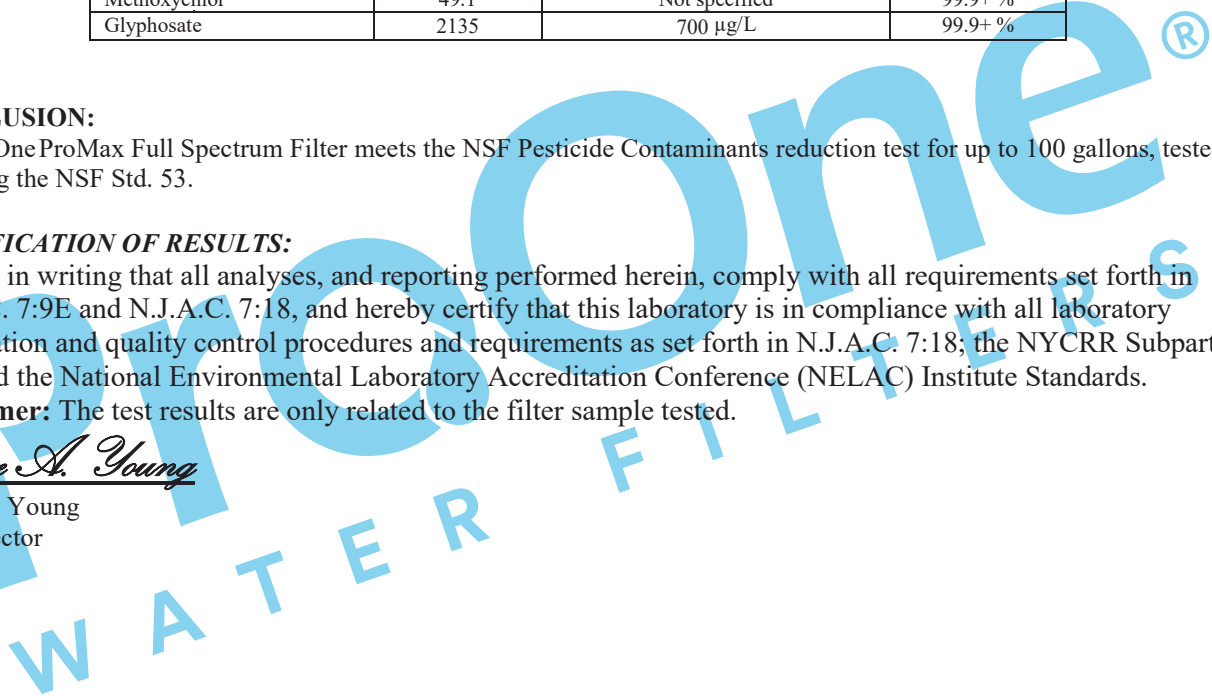 Methoxychlor 49.1 Not specified 99.9+ %
Glyphosate 2135 700 µg/L 99.9+ %
LUSION:
OneProMax Full Spectrum Filter meets the NSF Pesticide Contaminants reduction test for up to 100 gallons, teste
g the NSF Std. 53.
FICATION OF RESULTS:
in writing that all analyses, and reporting performed herein, comply with all requirements set forth in
. 7:9E and N.J.A.C. 7:18, and hereby certify that this laboratory is in compliance with all laboratory
ation and quality control procedures and requirements as set forth in N.J.A.C. 7:18; the NYCRR Subpart
d the National Environmental Laboratory Accreditation Conference (NELAC) Institute Standards.
mer: The test results are only related to the filter sample tested.
e A. Young
Young
ector
ProOne®
WATER FILTERS